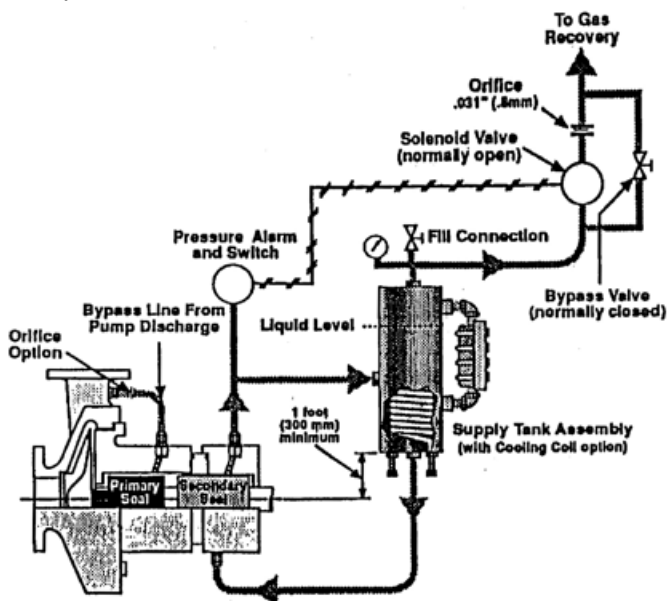 To Gas
Recovery
Orifice
.031" (.8mm)
Solenoid Valve
(normally open)
Pressure Alarm
and Switch
Fill Connection
Bypass Line From
Pump Discharge
Bypass Valve
(normally closed)
Orifice
Option
Liquid Level
1 foot
(300 mm)
minimum
Supply Tank Assembly
(with Cooling Coil option)
Primary
Seal
Secondary
Seal